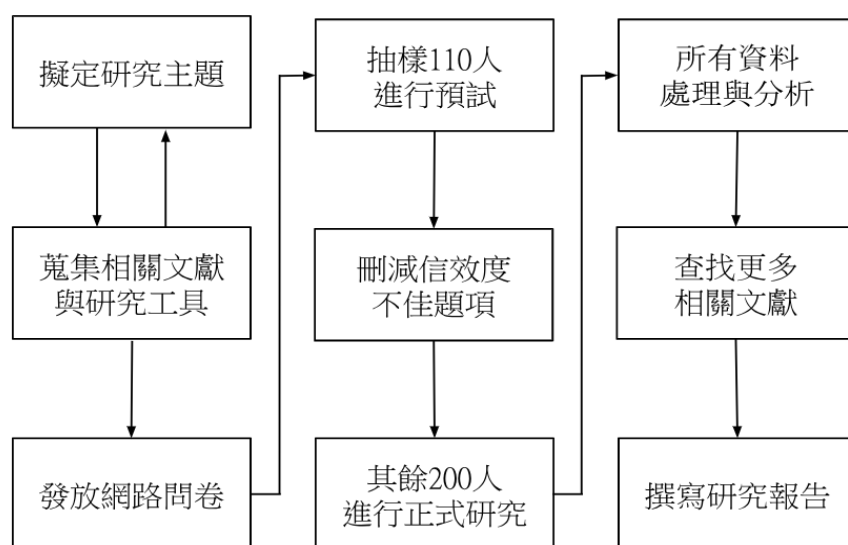 擬定研究主題
蒐集相關文獻
與研究工具
發放網路問卷
抽樣110人
進行預試
刪減信效度
不佳題項
其餘200人
進行正式研究
所有資料
處理與分析
查找更多
相關文獻
撰寫研究報告